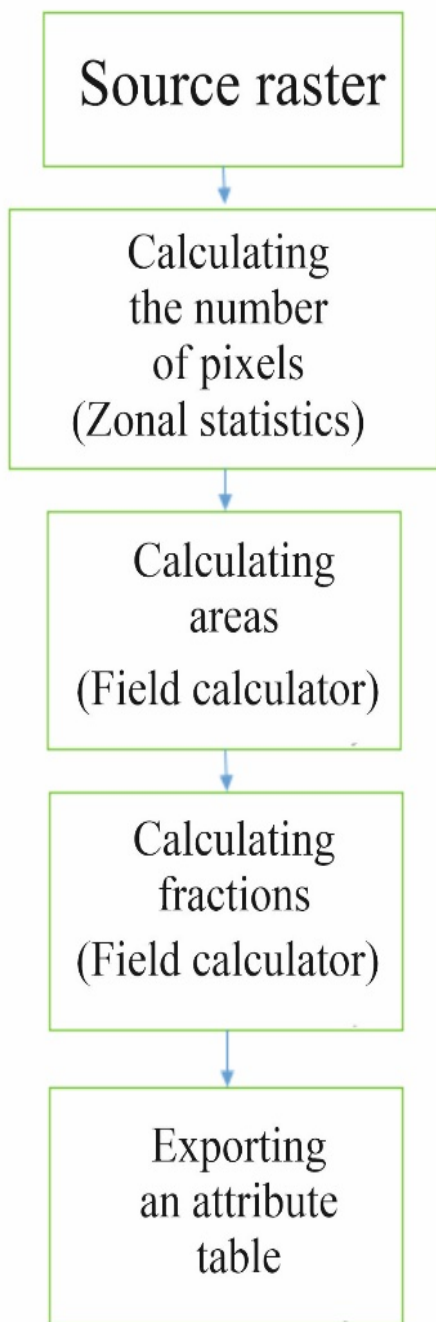 Source raster
Calculating
the number
of pixels
(Zonal statistics)
Calculating
areas
(Field calculator)
Calculating
fractions
(Field calculator)
Exporting
an attribute
table